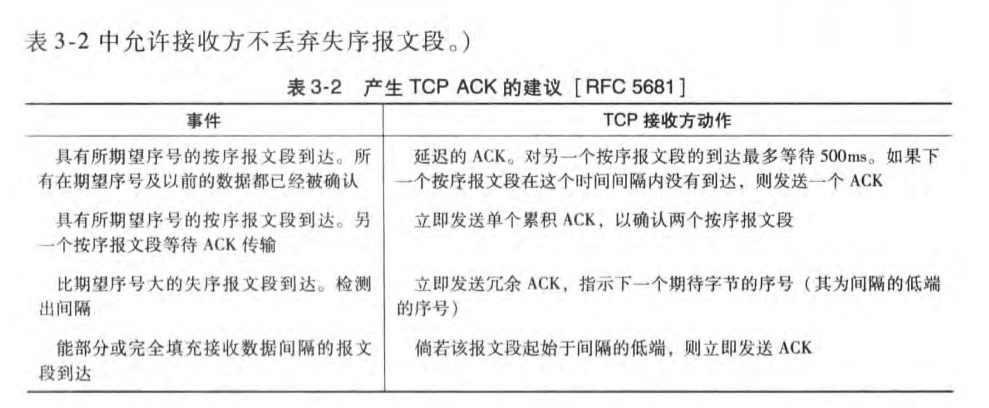 表 3-2 中允许接收方不丢弃失序报文段。)
表 3-2 产生 TCP ACK 的建议 [RFC 5681]
事件
TCP 接收方动作
具有所期望序号的按序报文段到达。所
有在期望序号及以前的数据都已经被确认
延迟的 ACK。对另一个按序报文段的到达最多等待 500ms。如果下
一个按序报文段在这个时间间隔内没有到达，则发送一个 ACK
具有所期望序号的按序报文段到达。另
一个按序报文段等待 ACK 传输
立即发送单个累积 ACK，以确认两个按序报文段
比期望序号大的失序报文段到达。检测
出间隔
立即发送冗余 ACK，指示下一个期待字节的序号（其为间隔的低端
的序号）
能部分或完全填充接收数据间隔的报文
段到达
倘若该报文段起始于间隔的低端，则立即发送 ACK